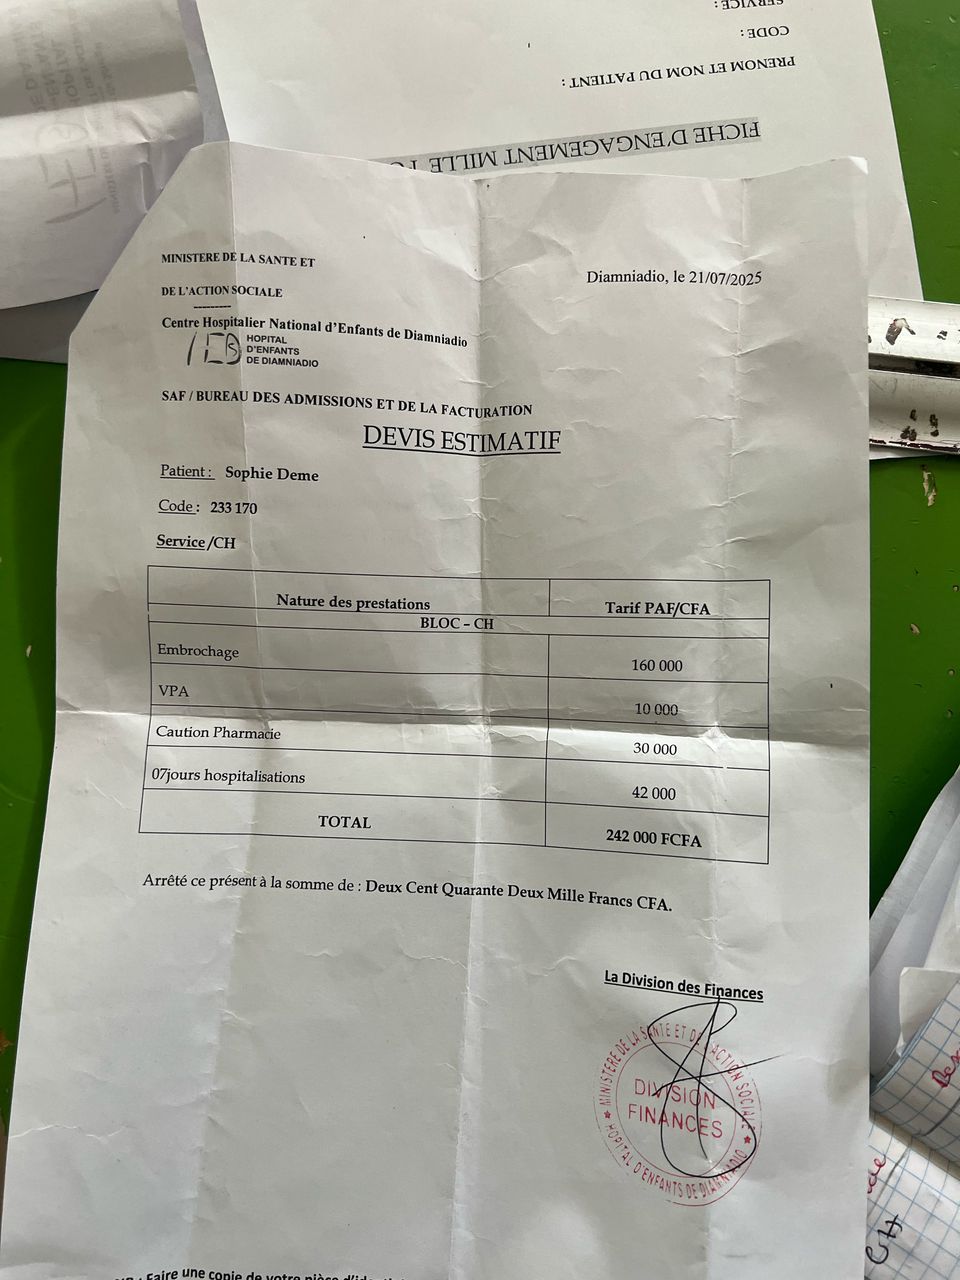 SERVICE :
CODE :
PRENOM ET NOM DU PATIENT :
FICHE D'ENGAGEMENT MILLE
MINISTERE DE LA SANTE ET
DE L'ACTION SOCIALE
---------
Diamniadio, le 21/07/2025
Centre Hospitalier National d'Enfants de Diamniadio
HOPITAL
D'ENFANTS
DE DIAMNIADIO
SAF / BUREAU DES ADMISSIONS ET DE LA FACTURATION
DEVIS ESTIMATIF
Patient : Sophie Deme
Code : 233 170
Service /CH
Nature des prestations Tarif PAF/CFA
BLOC – CH
Embrochage 160 000
VPA 10 000
Caution Pharmacie 30 000
07jours hospitalisations 42 000
TOTAL 242 000 FCFA
Arrêté ce présent à la somme de : Deux Cent Quarante Deux Mille Francs CFA.
La Division des Finances
MINISTERE DE LA SANTE ET DE L'ACTION SOCIALE
DIVISION
FINANCES
HOPITAL D'ENFANTS DE DIAMNIADIO
: Faire une copie de votre pièce